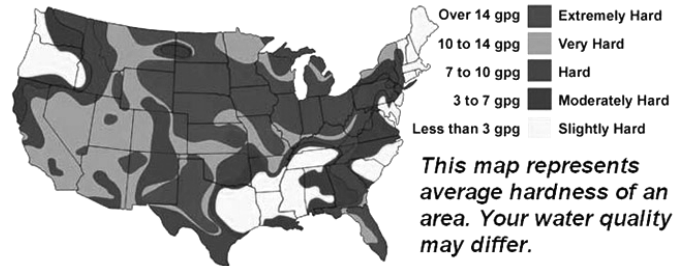 Over 14 gpg Extremely Hard
10 to 14 gpg Very Hard
7 to 10 gpg Hard
3 to 7 gpg Moderately Hard
Less than 3 gpg Slightly Hard
This map represents
average hardness of an
area. Your water quality
may differ.